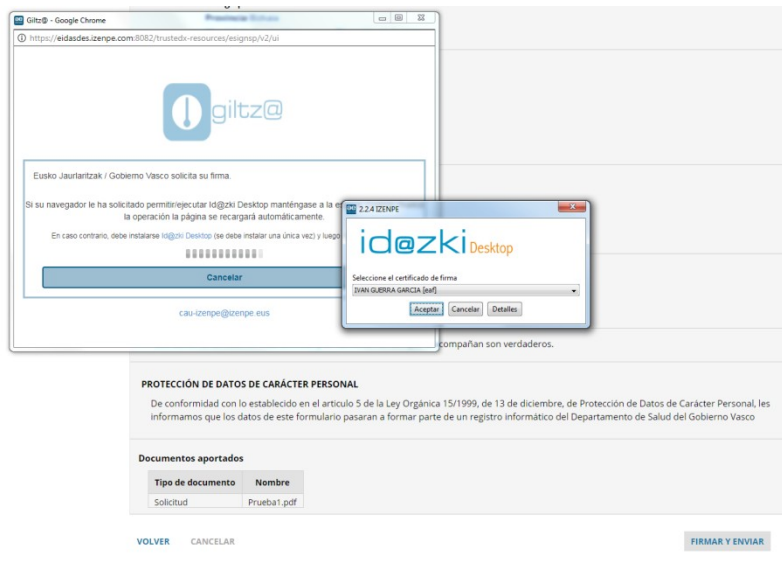 Giltz@ - Google Chrome
https://eidasdes.izenpe.com:8082/trustedx-resources/esignsp/v2/ui
giltz@
Eusko Jaurlaritzak / Gobierno Vasco solicita su firma.
Si su navegador le ha solicitado permitir/ejecutar Id@zki Desktop manténgase a la
la operación la página se recargará automáticamente.
En caso contrario, debe instalarse Id@zki Desktop (se debe instalar una única vez) y luego
Cancelar
cau-izenpe@izenpe.eus
2.2.4 IZENPE
id@zki Desktop
Seleccione el certificado de firma
IVAN GUERRA GARCIA [eaf]
Aceptar Cancelar Detalles
compañan son verdaderos.
PROTECCIÓN DE DATOS DE CARÁCTER PERSONAL
De conformidad con lo establecido en el articulo 5 de la Ley Orgánica 15/1999, de 13 de diciembre, de Protección de Datos de Carácter Personal, les
informamos que los datos de este formulario pasaran a formar parte de un registro informático del Departamento de Salud del Gobierno Vasco
Documentos aportados
Tipo de documento Nombre
Solicitud Prueba1.pdf
VOLVER CANCELAR FIRMAR Y ENVIAR